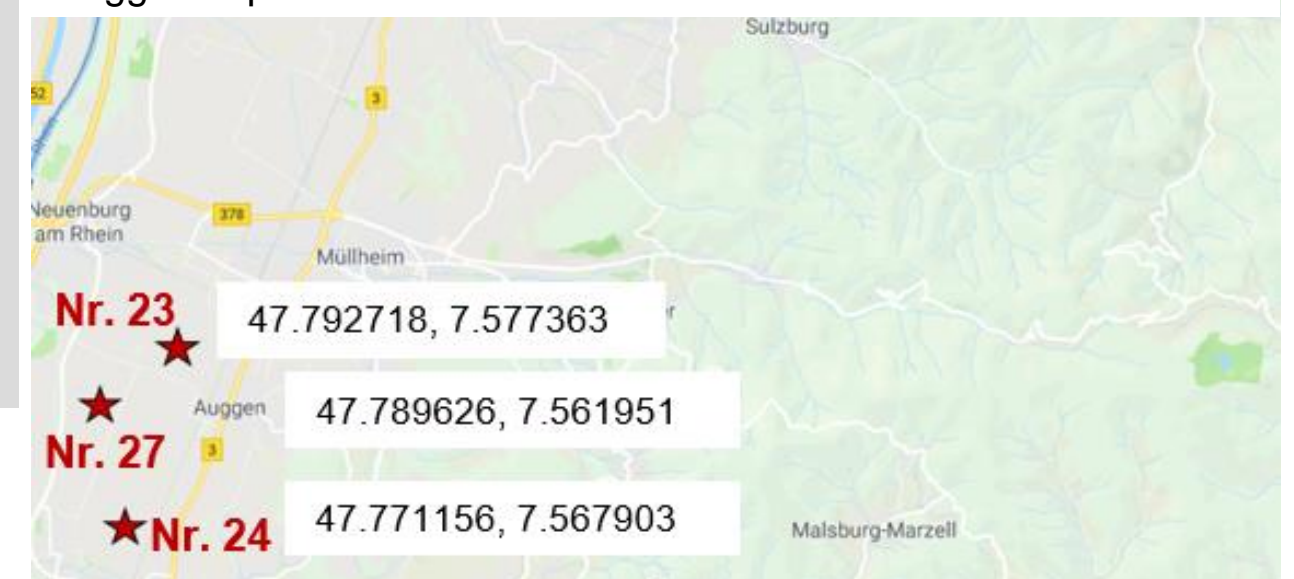 Sulzburg
52
3
Neuenburg
am Rhein
378
Müllheim
Nr. 23
47.792718, 7.577363
Auggen
47.789626, 7.561951
Nr. 27
3
47.771156, 7.567903
Nr. 24
Malsburg-Marzell